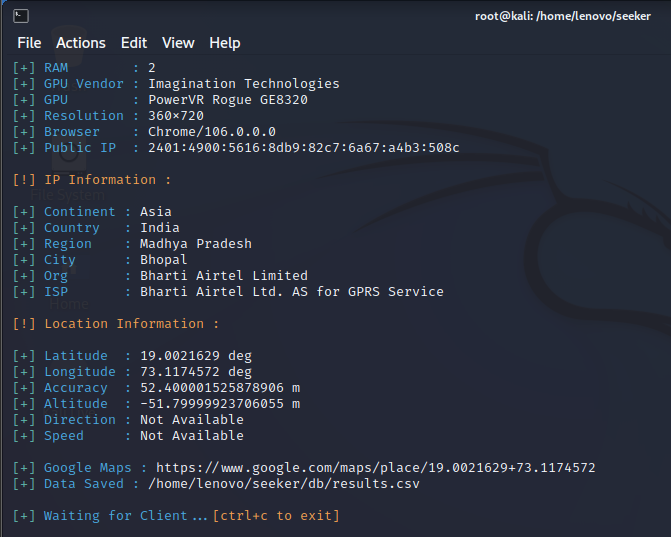 root@kali: /home/lenovo/seeker
File Actions Edit View Help
[+] RAM : 2
[+] GPU Vendor : Imagination Technologies
[+] GPU : PowerVR Rogue GE8320
[+] Resolution : 360×720
[+] Browser : Chrome/106.0.0.0
[+] Public IP : 2401:4900:5616:8db9:82c7:6a67:a4b3:508c
[!] IP Information :
File System
[+] Continent : Asia
[+] Country : India
[+] Region : Madhya Pradesh
[+] City : Bhopal
[+] Org : Bharti Airtel Limited
[+] ISP : Bharti Airtel Ltd. AS for GPRS Service
Home
[!] Location Information :
[+] Latitude : 19.0021629 deg
[+] Longitude : 73.1174572 deg
[+] Accuracy : 52.400001525878906 m
[+] Altitude : -51.79999923706055 m
[+] Direction : Not Available
[+] Speed : Not Available
[+] Google Maps : https://www.google.com/maps/place/19.0021629+73.1174572
[+] Data Saved : /home/lenovo/seeker/db/results.csv
[+] Waiting for Client...[ctrl+c to exit]